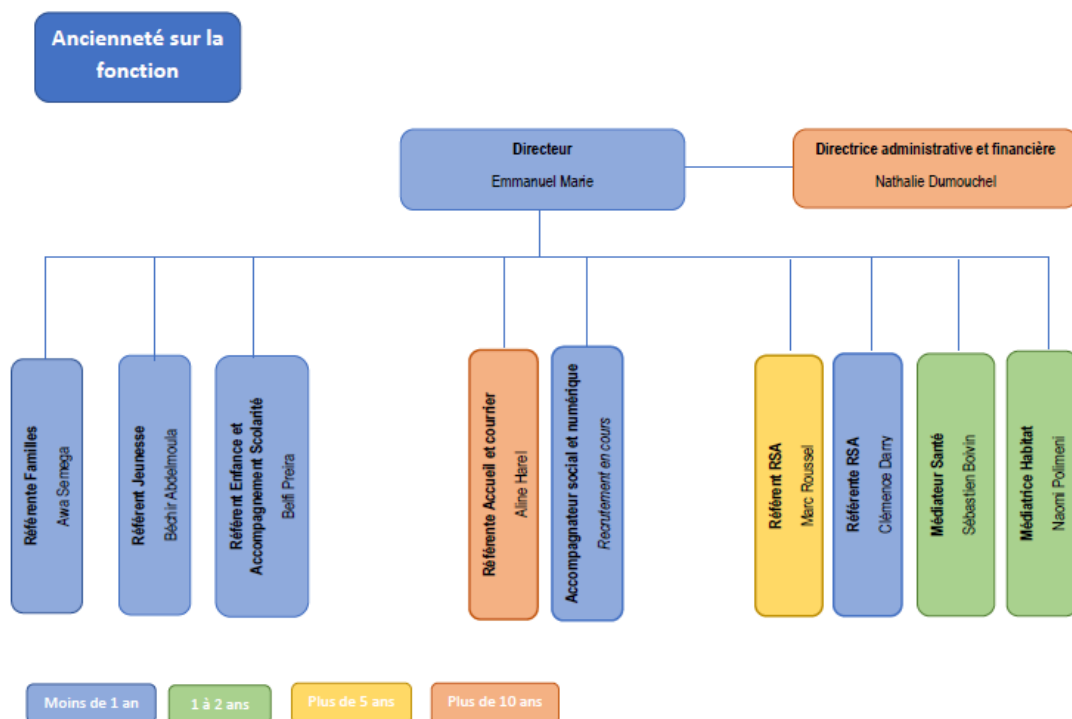 Ancienneté sur la
fonction
Directeur
Emmanuel Marie
Directrice administrative et financière
Nathalie Dumouchel
Référente Familles
Awa Semega
Référent Jeunesse
Béchir Abdelmoula
Référent Enfance et
Accompagnement Scolarité
Belfi Preira
Référente Accueil et courrier
Aline Harel
Accompagnateur social et numérique
Recrutement en cours
Référent RSA
Marc Roussel
Référente RSA
Clémence Darry
Médiateur Santé
Sébastien Boivin
Médiatrice Habitat
Naomi Polimeni
Moins de 1 an
1 à 2 ans
Plus de 5 ans
Plus de 10 ans